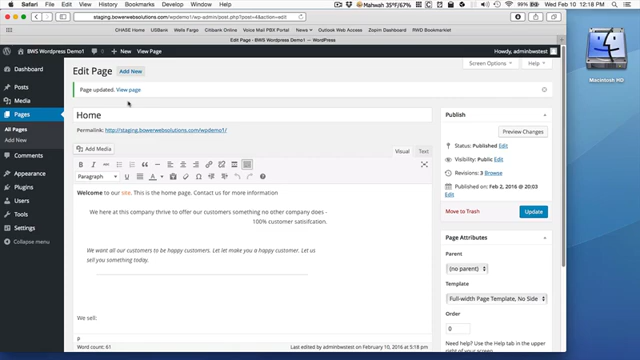 Safari File Edit View History Bookmarks Develop Window Help
Mahwah 35°F/67% Wed Feb 10 12:18 PM
staging.bowerwebsolutions.com/wpdemo1/wp-admin/post.php?post=4&action=edit
CHASE Home USBanks Wells Fargo Citibank Voice Mail PBX Portal News Zopim Dashboard RWD Bookmarket
Edit Page ‹ BWS Wordpress Demo1 — WordPress
BWS Wordpress Demo1 0 + New View Page
Howdy, adminbwstest
Dashboard
Posts
Media
Pages
All Pages
Add New
Comments
Appearance
Plugins
Users
Tools
Settings
Collapse menu
Screen Options Help
Edit Page Add New
Page updated. View page
Home
Permalink: http://staging.bowerwebsolutions.com/wpdemo1/
Add Media Visual Text
Paragraph
Welcome to our site. This is the home page. Contact us for more information
We here at this company thrive to offer our customers something no other company does -
100% customer satisifcation.
We want all our customers to be happy customers. Let let make you a happy customer. Let us
sell you something today.
We sell:
p
Word count: 61 Last edited by adminbwstest on February 10, 2016 at 5:18 pm
Publish
Preview Changes
Status: Published Edit
Visibility: Public Edit
Revisions: 3 Browse
Published on: Feb 2, 2016 @ 20:03
Edit
Move to Trash Update
Page Attributes
Parent
(no parent)
Template
Full-width Page Template, No Side
Order
0
Need help? Use the Help tab in the upper
right of your screen.
Macintosh HD